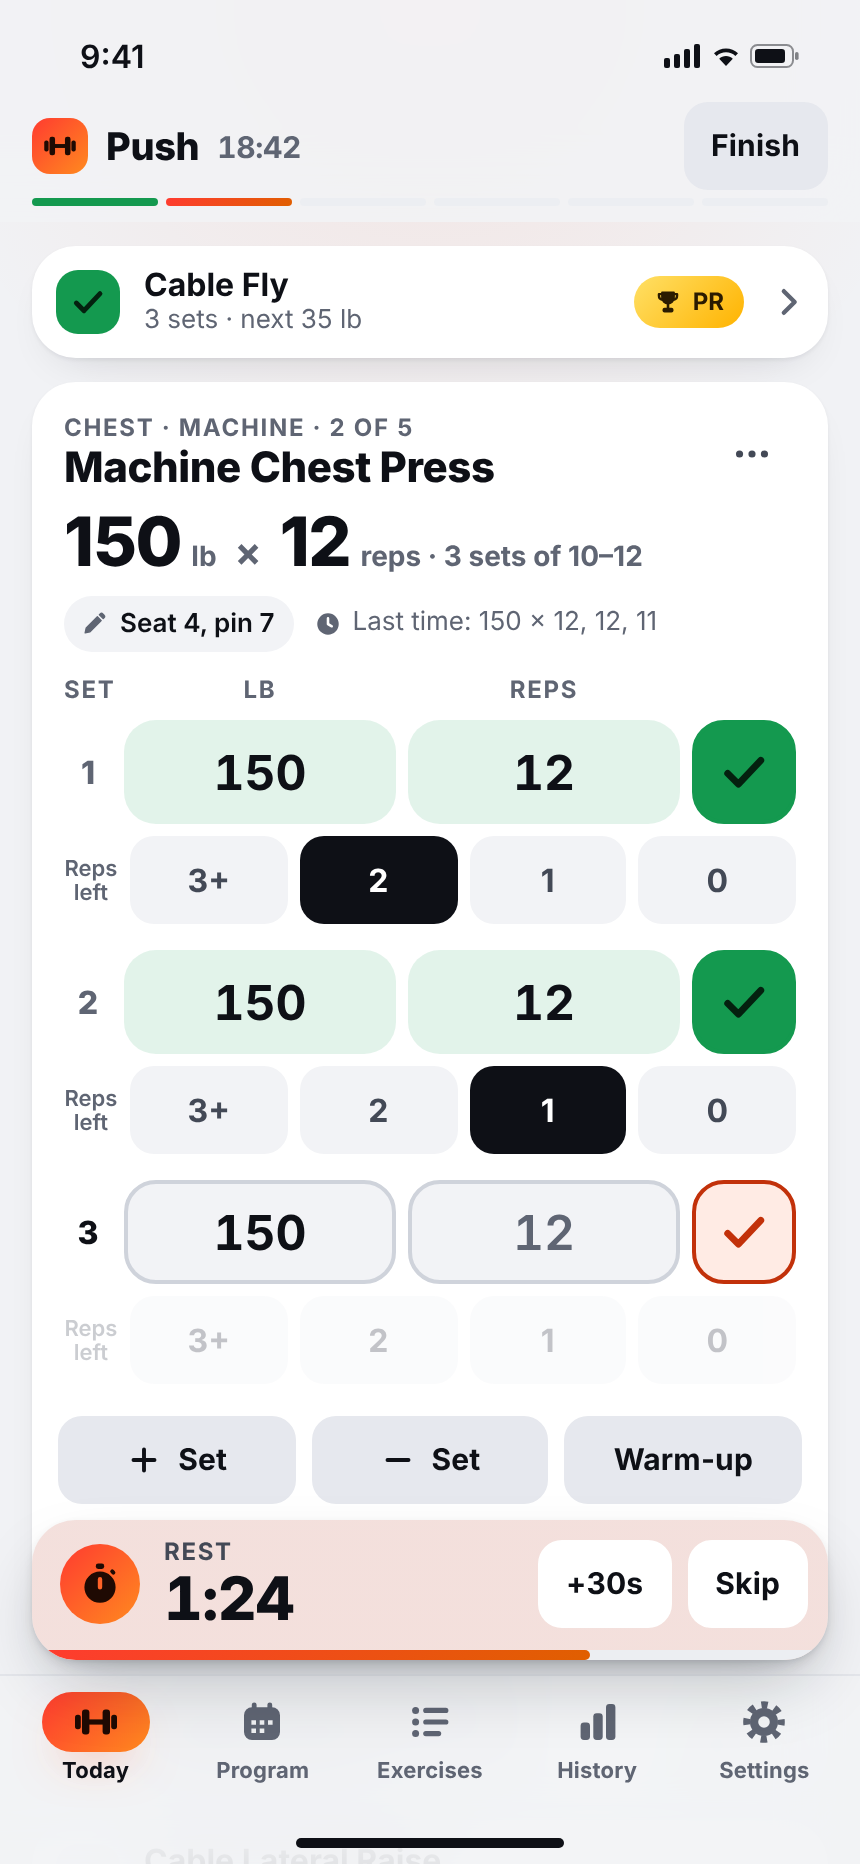 9:41
Push 18:42
Finish
Cable Fly
3 sets · next 35 lb
PR
CHEST · MACHINE · 2 OF 5
Machine Chest Press
150 lb × 12 reps · 3 sets of 10–12
Seat 4, pin 7
Last time: 150 × 12, 12, 11
SET LB REPS
1 150 12
Reps left 3+ 2 1 0
2 150 12
Reps left 3+ 2 1 0
3 150 12
Reps left 3+ 2 1 0
+ Set
− Set
Warm-up
REST
1:24
+30s
Skip
Today Program Exercises History Settings
Cable Lateral Raise